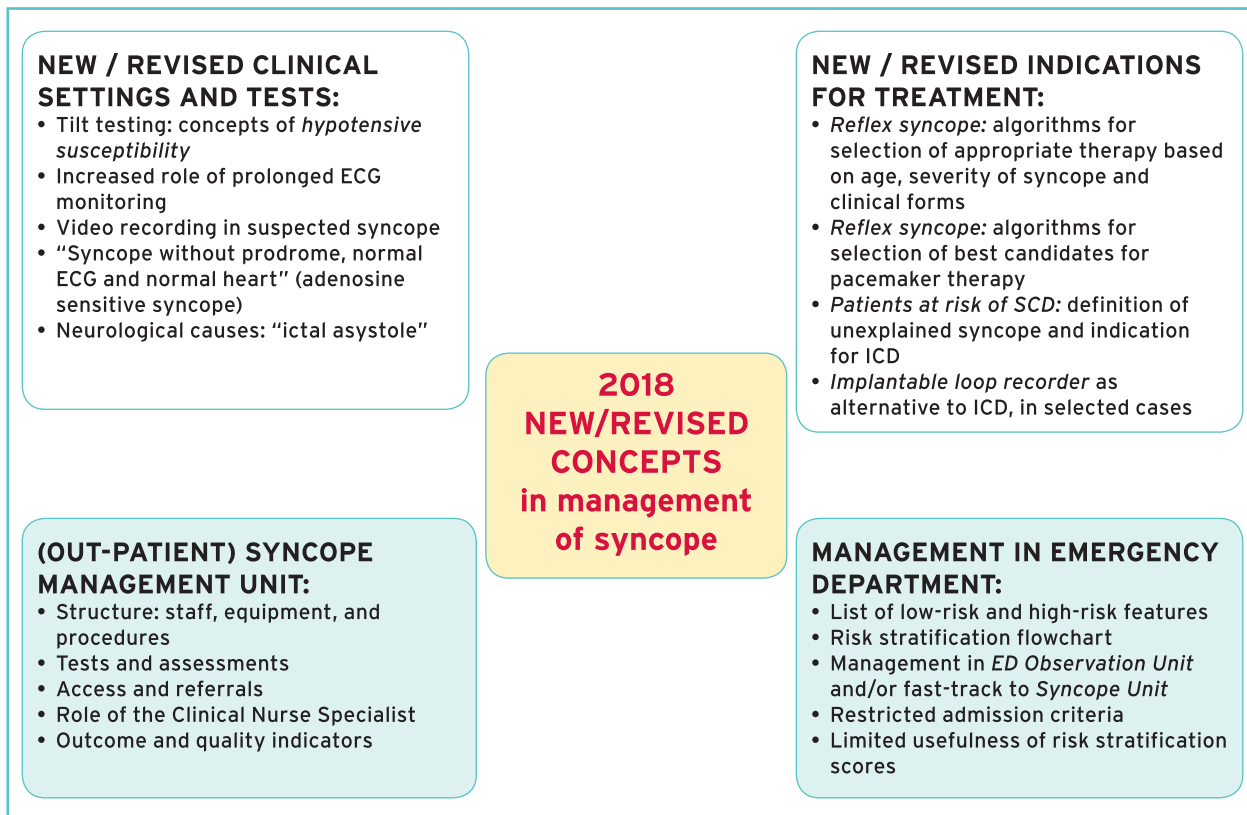 NEW / REVISED CLINICAL
SETTINGS AND TESTS:
• Tilt testing: concepts of hypotensive
susceptibility
• Increased role of prolonged ECG
monitoring
• Video recording in suspected syncope
• “Syncope without prodrome, normal
ECG and normal heart” (adenosine
sensitive syncope)
• Neurological causes: “ictal asystole”
NEW / REVISED INDICATIONS
FOR TREATMENT:
• Reflex syncope: algorithms for
selection of appropriate therapy based
on age, severity of syncope and
clinical forms
• Reflex syncope: algorithms for
selection of best candidates for
pacemaker therapy
• Patients at risk of SCD: definition of
unexplained syncope and indication
for ICD
• Implantable loop recorder as
alternative to ICD, in selected cases
2018
NEW/REVISED
CONCEPTS
in management
of syncope
(OUT-PATIENT) SYNCOPE
MANAGEMENT UNIT:
• Structure: staff, equipment, and
procedures
• Tests and assessments
• Access and referrals
• Role of the Clinical Nurse Specialist
• Outcome and quality indicators
MANAGEMENT IN EMERGENCY
DEPARTMENT:
• List of low-risk and high-risk features
• Risk stratification flowchart
• Management in ED Observation Unit
and/or fast-track to Syncope Unit
• Restricted admission criteria
• Limited usefulness of risk stratification
scores